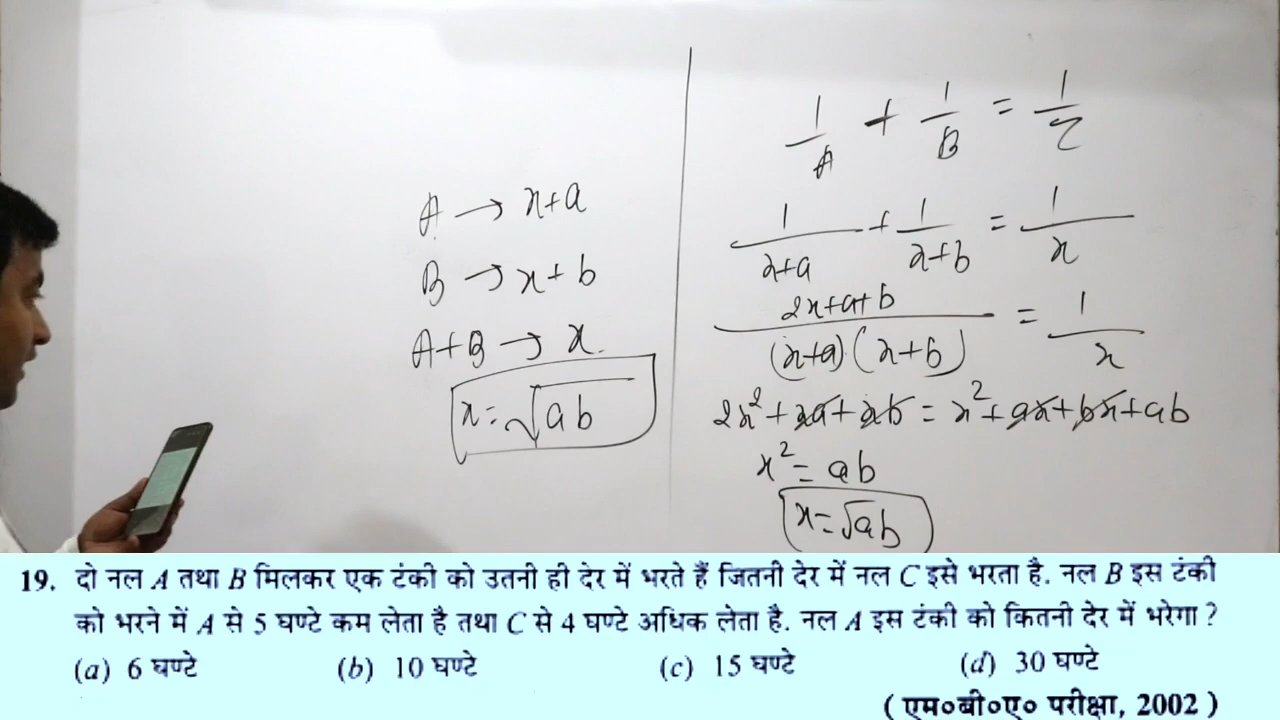 A → x+a
B → x+b
A+B → x.
x=√ab
1/A + 1/B = 1/C
1/x+a + 1/x+b = 1/x
2x+a+b/(x+a)(x+b) = 1/x
2x²+xa+xb = x²+ax+bx+ab
x²=ab
x=√ab
19. दो नल A तथा B मिलकर एक टंकी को उतनी ही देर में भरते हैं जितनी देर में नल C इसे भरता है. नल B इस टंकी
को भरने में A से 5 घण्टे कम लेता है तथा C से 4 घण्टे अधिक लेता है. नल A इस टंकी को कितनी देर में भरेगा ?
(a) 6 घण्टे (b) 10 घण्टे (c) 15 घण्टे (d) 30 घण्टे
( एम०बी०ए० परीक्षा, 2002 )